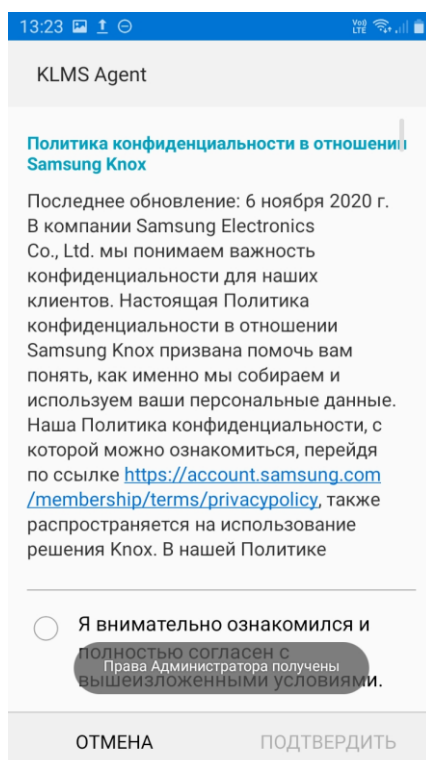 13:23
VoI) LTE
KLMS Agent
Политика конфиденциальности в отношении
Samsung Knox
Последнее обновление: 6 ноября 2020 г.
В компании Samsung Electronics
Co., Ltd. мы понимаем важность
конфиденциальности для наших
клиентов. Настоящая Политика
конфиденциальности в отношении
Samsung Knox призвана помочь вам
понять, как именно мы собираем и
используем ваши персональные данные.
Наша Политика конфиденциальности, с
которой можно ознакомиться, перейдя
по ссылке https://account.samsung.com
/membership/terms/privacypolicy, также
распространяется на использование
решения Knox. В нашей Политике
Я внимательно ознакомился и
полностью согласен с
Права Администратора получены
вышеизложенными условиями.
ОТМЕНА
ПОДТВЕРДИТЬ